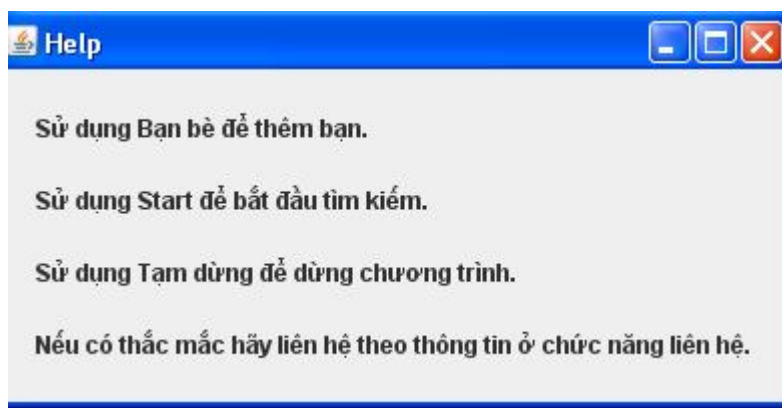 Help
Sử dụng Bạn bè để thêm bạn.
Sử dụng Start để bắt đầu tìm kiếm.
Sử dụng Tạm dừng để dừng chương trình.
Nếu có thắc mắc hãy liên hệ theo thông tin ở chức năng liên hệ.